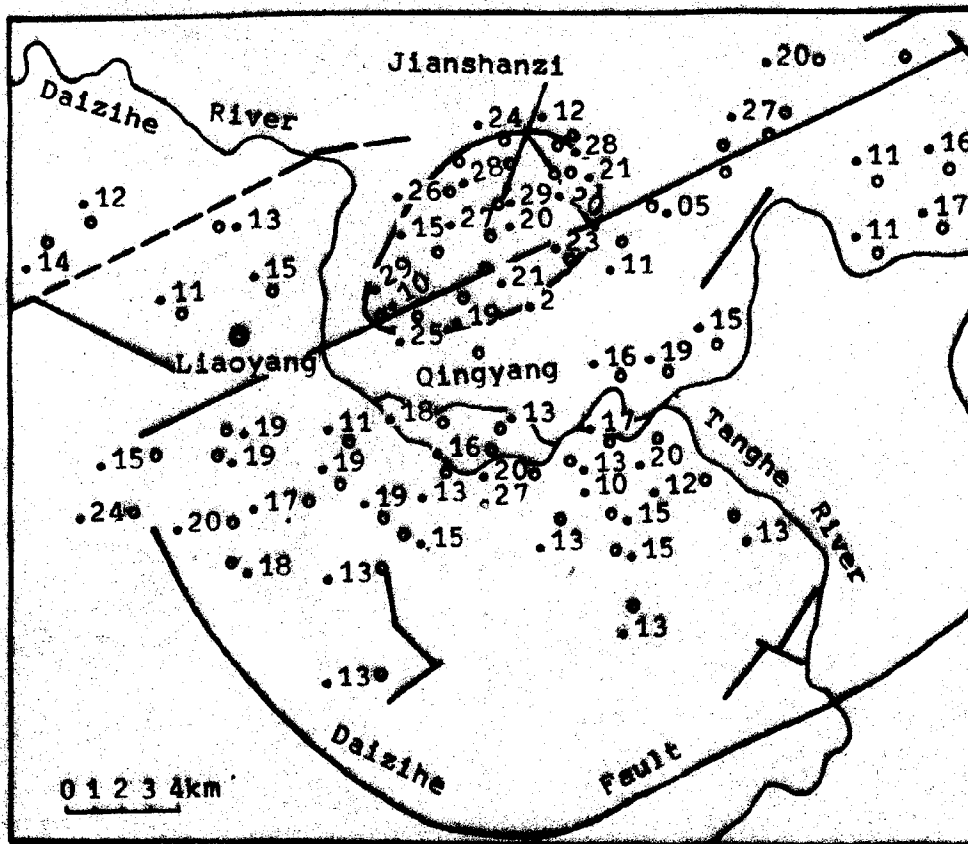 Jianshanzi
.20
Daizihe
River
.24 .12
.27
.28
.11 .16
.28 .21
.12
.26 .29 20
.05 .17
.13 .15 .27 .20
.23 .11
.14
.15 .29 .21 .11
.11 10 .2
.25 .19 .15
Liaoyang
Qingyang
.16 .19
.18 .13
.19 .11 .17
Tanghe
River
.15 .19 .19 .16 .20 .13 .20
.13 .27 .10 .12
.24 .20 .17 .19 .15
.15 .13 .13
.18 .13 .15
.13
.13
Daizihe
Fault
0 1 2 3 4km